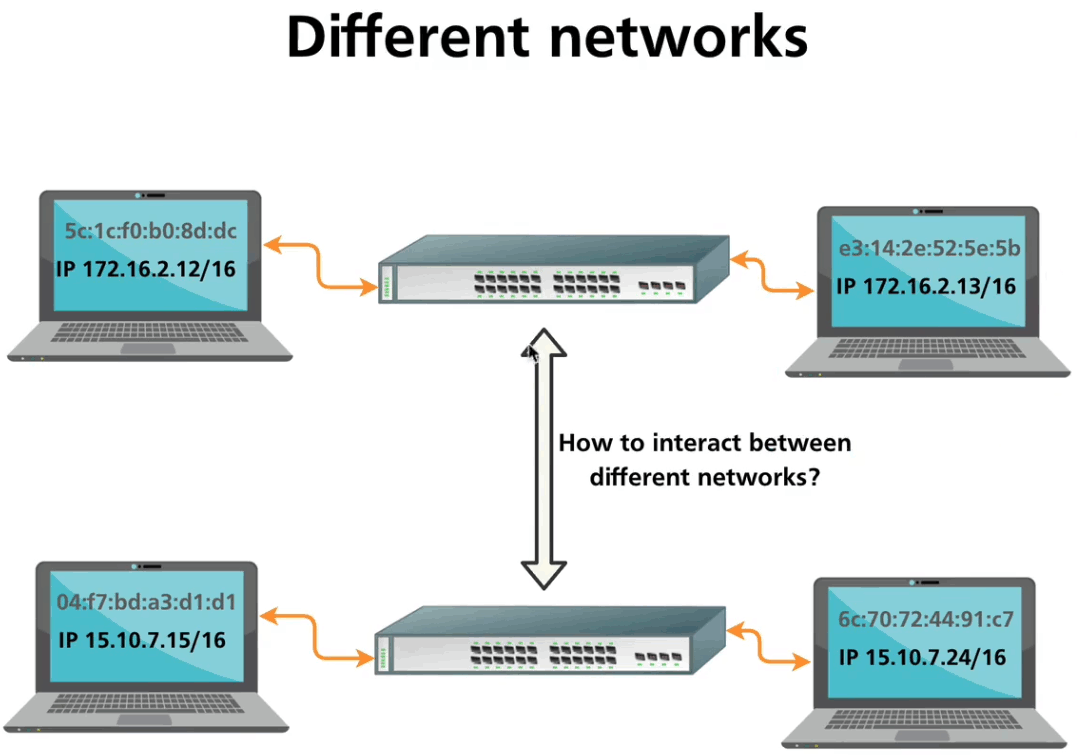 Different networks
5c:1c:f0:b0:8d:dc
IP 172.16.2.12/16
e3:14:2e:52:5e:5b
IP 172.16.2.13/16
How to interact between
different networks?
04:f7:bd:a3:d1:d1
IP 15.10.7.15/16
6c:70:72:44:91:c7
IP 15.10.7.24/16